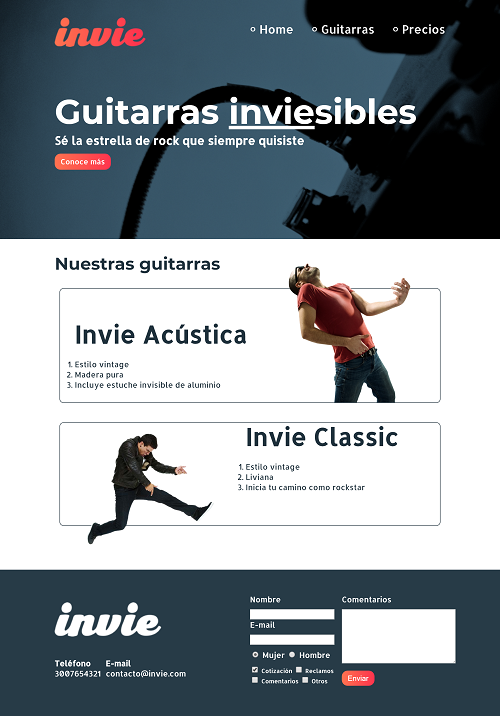 invie
Home
Guitarras
Precios
Guitarras inviesibles
Sé la estrella de rock que siempre quisiste
Conoce más
Nuestras guitarras
Invie Acústica
1. Estilo vintage
2. Madera pura
3. Incluye estuche invisible de aluminio
Invie Classic
1. Estilo vintage
2. Liviana
3. Inicia tu camino como rockstar
invie
Teléfono E-mail
3007654321 contacto@invie.com
Nombre
E-mail
Mujer Hombre
Cotización Reclamos
Comentarios Otros
Comentarios
Enviar